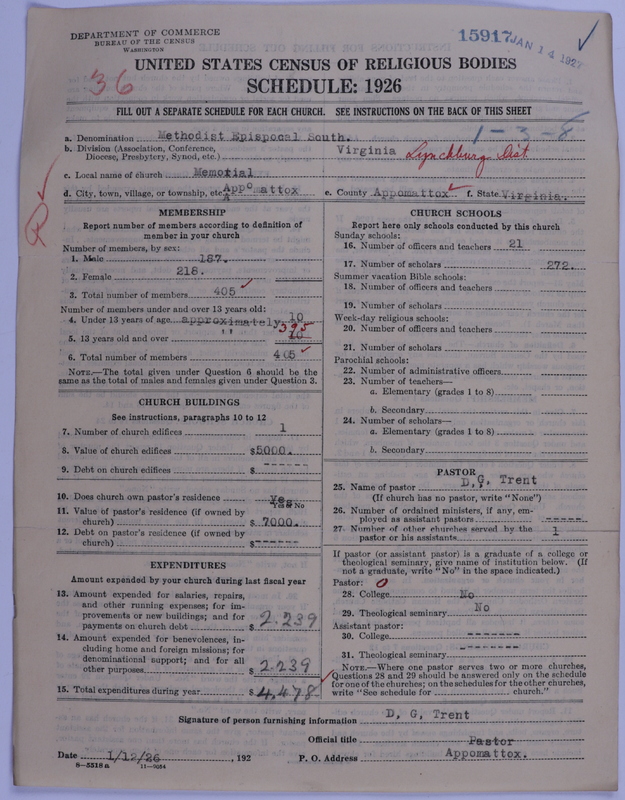 DEPARTMENT OF COMMERCE
BUREAU OF THE CENSUS
WASHINGTON
15917
JAN 14 1927
36
UNITED STATES CENSUS OF RELIGIOUS BODIES
SCHEDULE: 1926
FILL OUT A SEPARATE SCHEDULE FOR EACH CHURCH. SEE INSTRUCTIONS ON THE BACK OF THIS SHEET
1-3-8
a. Denomination Methodist Epispocal South.
b. Division (Association, Conference, Diocese, Presbytery, Synod, etc.) Virginia Lynchburg Dist.
c. Local name of church Memorial
d. City, town, village, or township, etc. Appomattox
e. County Appomattox f. State Virginia.
MEMBERSHIP
Report number of members according to definition of
member in your church
Number of members, by sex:
1. Male 187.
2. Female 218.
3. Total number of members 405
Number of members under and over 13 years old:
4. Under 13 years of age approximately 10
5. 13 years old and over " 395
6. Total number of members 405
NOTE.—The total given under Question 6 should be the
same as the total of males and females given under Question 3.
CHURCH BUILDINGS
See instructions, paragraphs 10 to 12
7. Number of church edifices 1
8. Value of church edifices $5000.
9. Debt on church edifices $ ------
10. Does church own pastor's residence Yes
Yes or No
11. Value of pastor's residence (if owned by
church) $ 7000.
12. Debt on pastor's residence (if owned by
church) $-------
EXPENDITURES
Amount expended by your church during last fiscal year
13. Amount expended for salaries, repairs,
and other running expenses; for im-
provements or new buildings; and for
payments on church debt $ 2.239
14. Amount expended for benevolences, in-
cluding home and foreign missions; for
denominational support; and for all
other purposes $ 2.239
15. Total expenditures during year $ 4,478
CHURCH SCHOOLS
Report here only schools conducted by this church
Sunday schools:
16. Number of officers and teachers 21
17. Number of scholars 272.
Summer vacation Bible schools:
18. Number of officers and teachers
19. Number of scholars
Week-day religious schools:
20. Number of officers and teachers
21. Number of scholars
Parochial schools:
22. Number of administrative officers
23. Number of teachers—
a. Elementary (grades 1 to 8)
b. Secondary
24. Number of scholars—
a. Elementary (grades 1 to 8)
b. Secondary
PASTOR
25. Name of pastor D, G, Trent
(If church has no pastor, write "None")
26. Number of ordained ministers, if any, em-
ployed as assistant pastors -----
27. Number of other churches served by the
pastor or his assistants 1
If pastor (or assistant pastor) is a graduate of a college or
theological seminary, give name of institution below. (If
not a graduate, write "No" in the space indicated.)
Pastor: 0
28. College No
29. Theological seminary No
Assistant pastor:
30. College -------
31. Theological seminary --------
NOTE.—Where one pastor serves two or more churches,
Questions 28 and 29 should be answered only on the schedule
for one of the churches; on the schedules for the other churches,
write "See schedule for church."
Signature of person furnishing information D, G, Trent
Official title Pastor
Date 1/12/26, 192 P. O. Address Appomattox.
8-5518a 11-9064